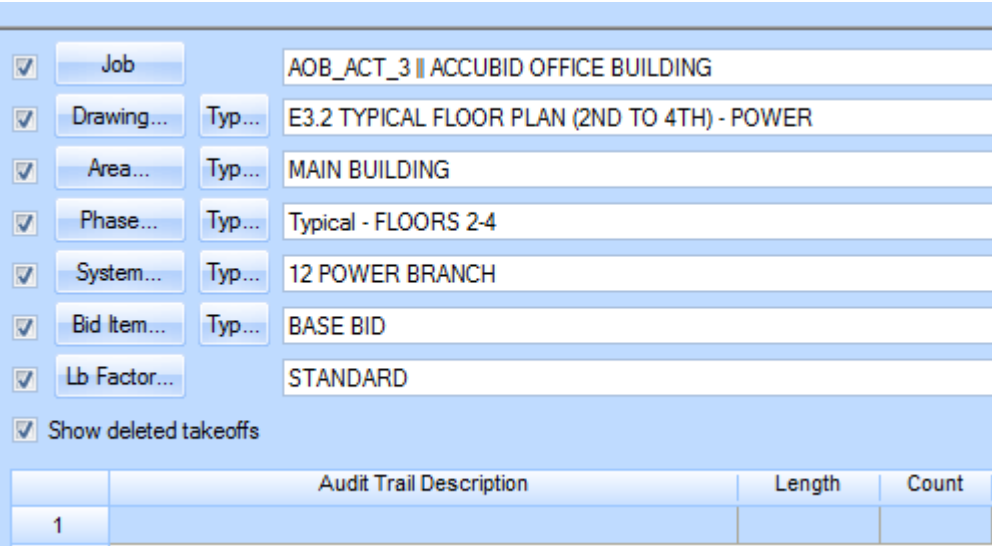 Job AOB_ACT_3 || ACCUBID OFFICE BUILDING
Drawing... Typ... E3.2 TYPICAL FLOOR PLAN (2ND TO 4TH) - POWER
Area... Typ... MAIN BUILDING
Phase... Typ... Typical - FLOORS 2-4
System... Typ... 12 POWER BRANCH
Bid Item... Typ... BASE BID
Lb Factor... STANDARD
Show deleted takeoffs
Audit Trail Description Length Count
1